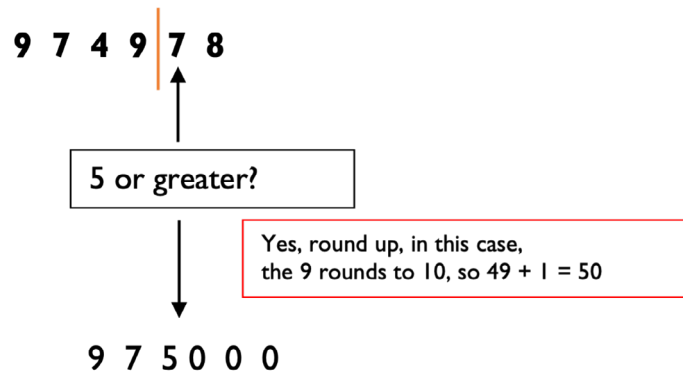 9 7 4 9 7 8
5 or greater?
Yes, round up, in this case,
the 9 rounds to 10, so 49 + 1 = 50
9 7 5 0 0 0